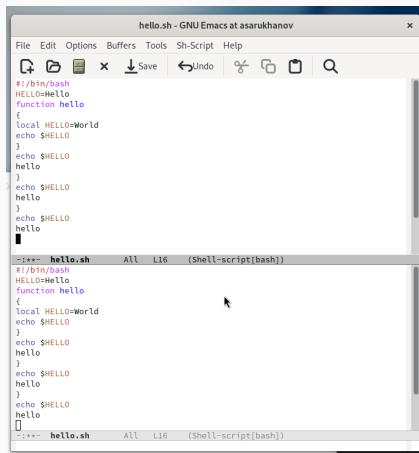 hello.sh - GNU Emacs at asarukhanov
×
File Edit Options Buffers Tools Sh-Script Help
Save Undo
#!/bin/bash
HELLO=Hello
function hello
{
local HELLO=World
echo $HELLO
}
echo $HELLO
hello
}
echo $HELLO
hello
}
echo $HELLO
hello
-:**- hello.sh All L16 (Shell-script[bash])
#!/bin/bash
HELLO=Hello
function hello
{
local HELLO=World
echo $HELLO
}
echo $HELLO
hello
}
echo $HELLO
hello
}
echo $HELLO
hello
-:**- hello.sh All L16 (Shell-script[bash])